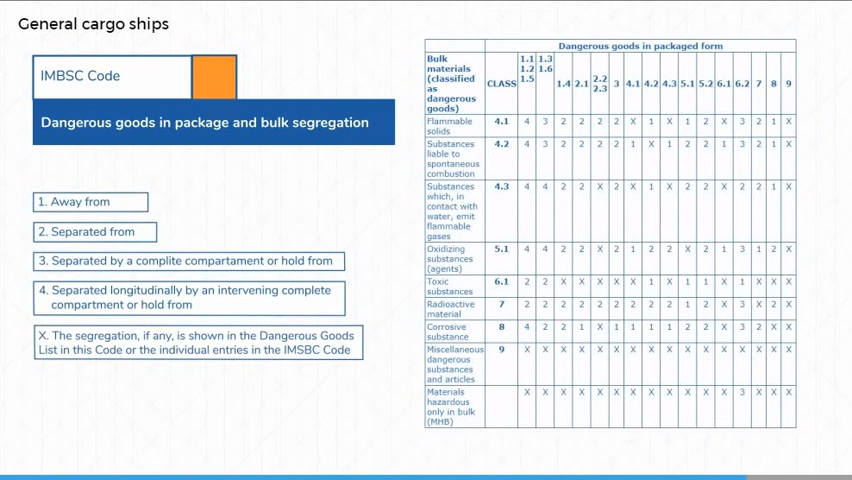 General cargo ships
IMBSC Code
Dangerous goods in package and bulk segregation
1. Away from
2. Separated from
3. Separated by a complite compartament or hold from
4. Separated longitudinally by an intervening complete
compartment or hold from
X. The segregation, if any, is shown in the Dangerous Goods
List in this Code or the individual entries in the IMSBC Code
Dangerous goods in packaged form
Bulk
materials
(classified
as
dangerous
goods)
CLASS 1.1 1.2 1.5 1.3 1.6 1.4 2.1 2.2 2.3 3 4.1 4.2 4.3 5.1 5.2 6.1 6.2 7 8 9
Flammable
solids
4.1 4 3 2 2 2 2 X 1 X 1 2 X 3 2 1 X
Substances
liable to
spontaneous
combustion
4.2 4 3 2 2 2 2 1 X 1 2 2 1 3 2 1 X
Substances
which, in
contact with
water, emit
flammable
gases
4.3 4 4 2 2 X 2 X 1 X 2 2 X 2 2 1 X
Oxidizing
substances
(agents)
5.1 4 4 2 2 X 2 1 2 2 X 2 1 3 1 2 X
Toxic
substances
6.1 2 2 X X X X X 1 X 1 1 X 1 X X X
Radioactive
material
7 2 2 2 2 2 2 2 2 2 1 2 X 3 X 2 X
Corrosive
substance
8 4 2 2 1 X 1 1 1 1 2 2 X 3 2 X X
Miscellaneous
dangerous
substances
and articles
9 X X X X X X X X X X X X X X X X
Materials
hazardous
only in bulk
(MHB)
X X X X X X X X X X X X 3 X X X